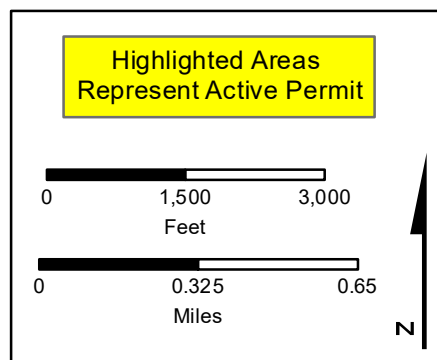 Highlighted Areas
Represent Active Permit
0 1,500 3,000
Feet
0 0.325 0.65
Miles
N